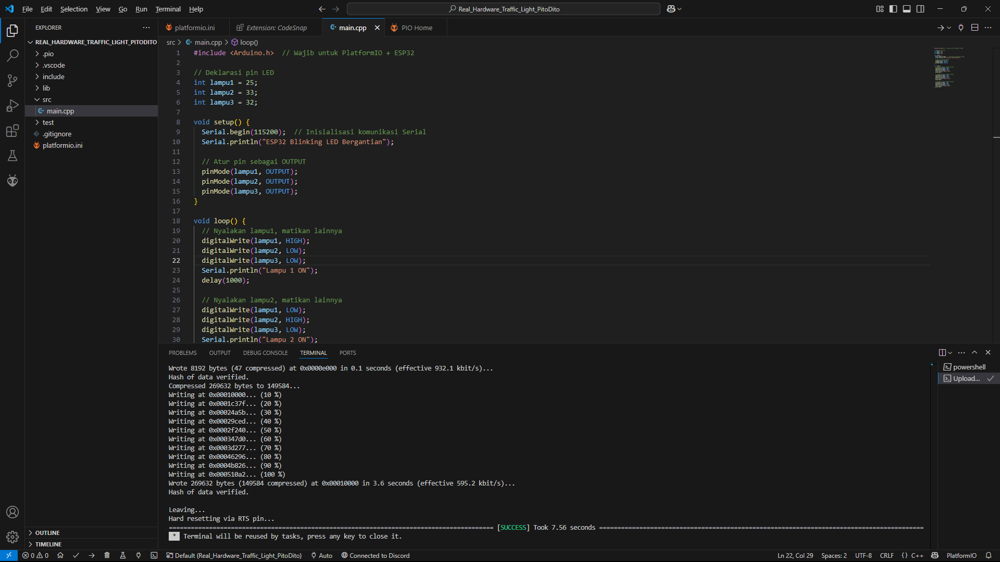 File Edit Selection View Go Run Terminal Help
Real_Hardware_Traffic_Light_PitoDito
EXPLORER
REAL_HARDWARE_TRAFFIC_LIGHT_PITODITO
.pio
.vscode
include
lib
src
main.cpp
test
.gitignore
platformio.ini
OUTLINE
TIMELINE
platformio.ini Extension: CodeSnap main.cpp PIO Home
src > main.cpp > loop()
1 #include <Arduino.h>  // Wajib untuk PlatformIO + ESP32
2
3 // Deklarasi pin LED
4 int lampu1 = 25;
5 int lampu2 = 33;
6 int lampu3 = 32;
7
8 void setup() {
9   Serial.begin(115200);  // Inisialisasi komunikasi Serial
10   Serial.println("ESP32 Blinking LED Bergantian");
11
12   // Atur pin sebagai OUTPUT
13   pinMode(lampu1, OUTPUT);
14   pinMode(lampu2, OUTPUT);
15   pinMode(lampu3, OUTPUT);
16 }
17
18 void loop() {
19   // Nyalakan lampu1, matikan lainnya
20   digitalWrite(lampu1, HIGH);
21   digitalWrite(lampu2, LOW);
22   digitalWrite(lampu3, LOW);
23   Serial.println("Lampu 1 ON");
24   delay(1000);
25
26   // Nyalakan lampu2, matikan lainnya
27   digitalWrite(lampu1, LOW);
28   digitalWrite(lampu2, HIGH);
29   digitalWrite(lampu3, LOW);
30   Serial.println("Lampu 2 ON");
PROBLEMS OUTPUT DEBUG CONSOLE TERMINAL PORTS
Wrote 8192 bytes (47 compressed) at 0x0000e000 in 0.1 seconds (effective 932.1 kbit/s)...
Hash of data verified.
Compressed 269632 bytes to 149584...
Writing at 0x00010000... (10 %)
Writing at 0x0001c37f... (20 %)
Writing at 0x00024a5b... (30 %)
Writing at 0x00029ced... (40 %)
Writing at 0x0002f240... (50 %)
Writing at 0x000347d0... (60 %)
Writing at 0x0003d277... (70 %)
Writing at 0x00046296... (80 %)
Writing at 0x0004b826... (90 %)
Writing at 0x000510a2... (100 %)
Wrote 269632 bytes (149584 compressed) at 0x00010000 in 3.6 seconds (effective 595.2 kbit/s)...
Hash of data verified.
Leaving...
Hard resetting via RTS pin...
[SUCCESS] Took 7.56 seconds
* Terminal will be reused by tasks, press any key to close it.
powershell
Upload...
0 0 Default (Real_Hardware_Traffic_Light_PitoDito) Auto Connected to Discord Ln 22, Col 29 Spaces: 2 UTF-8 CRLF {} C++ PlatformIO